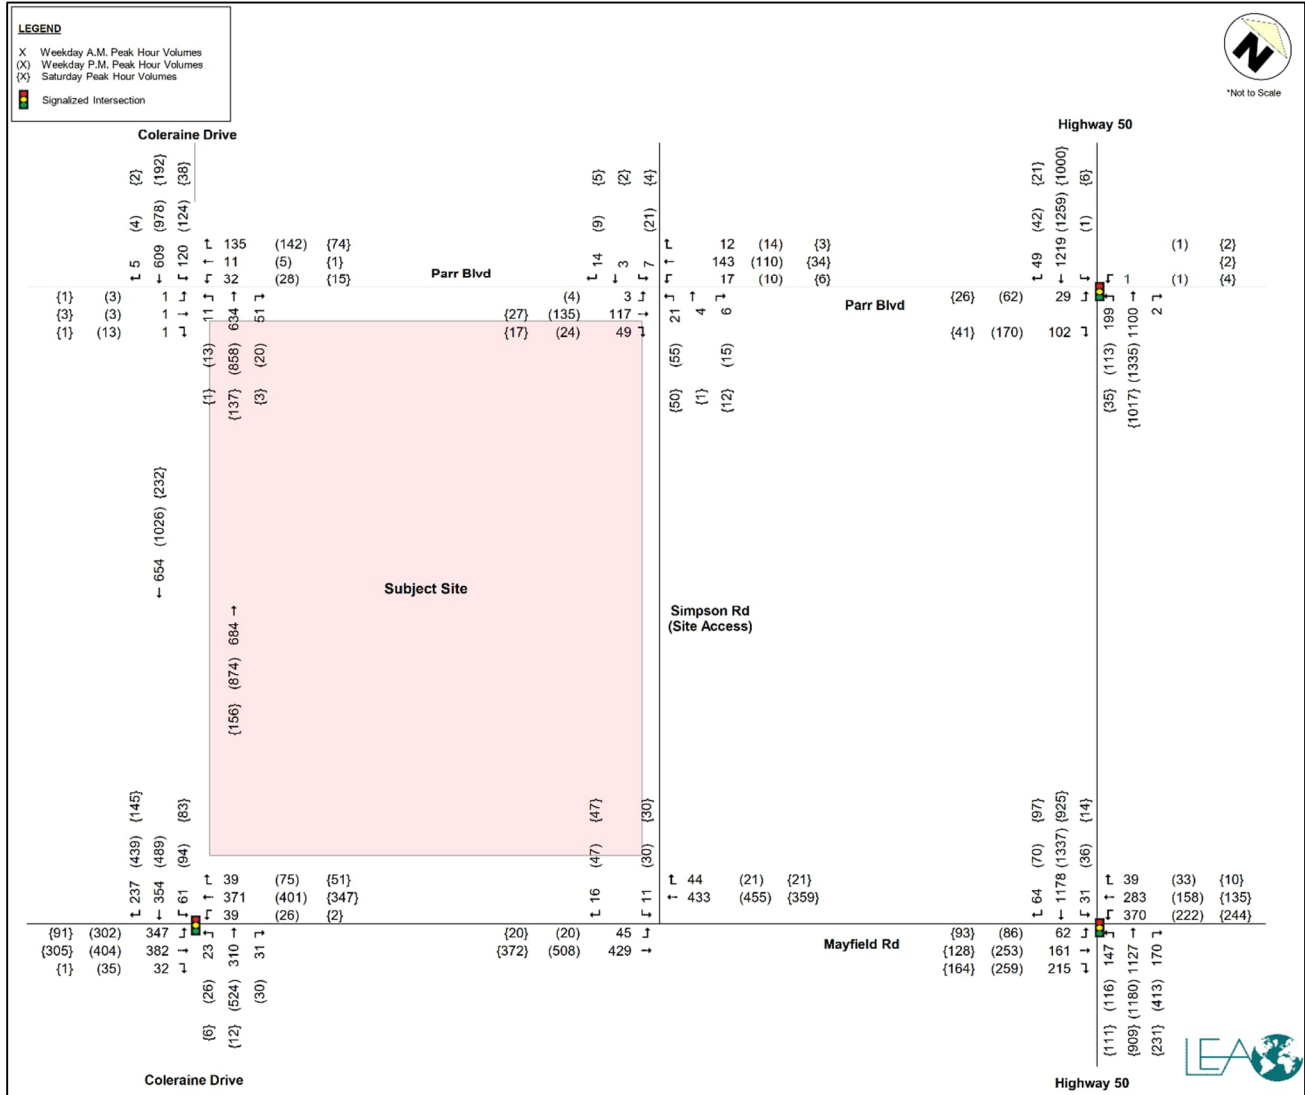 LEGEND
X Weekday A.M. Peak Hour Volumes
(X) Weekday P.M. Peak Hour Volumes
{X} Saturday Peak Hour Volumes
Signalized Intersection
N
*Not to Scale
Coleraine Drive
Highway 50
5 (4) {2}
609 (978) {192}
120 (124) {38}
14 (9) {5}
3 {2}
7 (21) {4}
49 (42) {21}
1219 (1259) {1000}
(1) {6}
135 (142) {74}
11 (5) {1}
32 (28) {15}
Parr Blvd
12 (14) {3}
143 (110) {34}
17 (10) {6}
(1) {2}
{2}
1 (1) {4}
{1} (3) 1
{3} (3) 1
{1} (13) 1
11 (13) {1}
634 (858) {137}
51 (20) {3}
(4) 3
{27} (135) 117
{17} (24) 49
21 (55) {50}
4 {1}
6 (15) {12}
Parr Blvd
{26} (62) 29
{41} (170) 102
199 (113) {35}
1100 (1335) {1017}
2
654 (1026) {232}
684 (874) {156}
Subject Site
Simpson Rd
(Site Access)
237 (439) {145}
354 (489)
61 (94) {83}
16 (47) {47}
11 (30) {30}
64 (70) {97}
1178 (1337) {925}
31 (36) {14}
39 (75) {51}
371 (401) {347}
39 (26) {2}
44 (21) {21}
433 (455) {359}
39 (33) {10}
283 (158) {135}
370 (222) {244}
{91} (302) 347
{305} (404) 382
{1} (35) 32
23 (26) {6}
310 (524) {12}
31 (30)
{20} (20) 45
{372} (508) 429
Mayfield Rd
{93} (86) 62
{128} (253) 161
{164} (259) 215
147 (116) {111}
1127 (1180) {909}
170 (413) {231}
Coleraine Drive
Highway 50
LEA